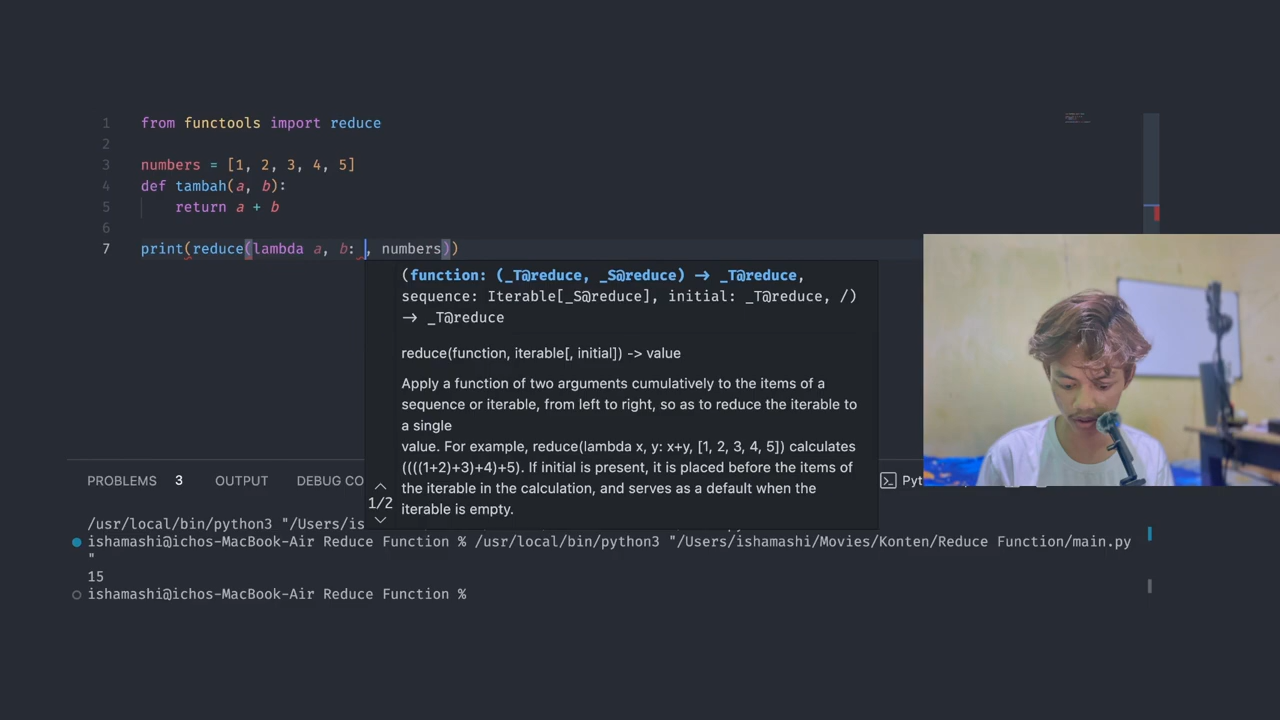 1 from functools import reduce
2
3 numbers = [1, 2, 3, 4, 5]
4 def tambah(a, b):
5 return a + b
6
7 print(reduce(lambda a, b: , numbers))
(function: (_T@reduce, _S@reduce) → _T@reduce,
sequence: Iterable[_S@reduce], initial: _T@reduce, /)
→ _T@reduce
reduce(function, iterable[, initial]) -> value
Apply a function of two arguments cumulatively to the items of a
sequence or iterable, from left to right, so as to reduce the iterable to
a single
value. For example, reduce(lambda x, y: x+y, [1, 2, 3, 4, 5]) calculates
((((1+2)+3)+4)+5). If initial is present, it is placed before the items of
the iterable in the calculation, and serves as a default when the
iterable is empty.
1/2
PROBLEMS 3 OUTPUT DEBUG CO Pyt
/usr/local/bin/python3 "/Users/is
ishamashi@ichos-MacBook-Air Reduce Function % /usr/local/bin/python3 "/Users/ishamashi/Movies/Konten/Reduce Function/main.py
"
15
ishamashi@ichos-MacBook-Air Reduce Function %